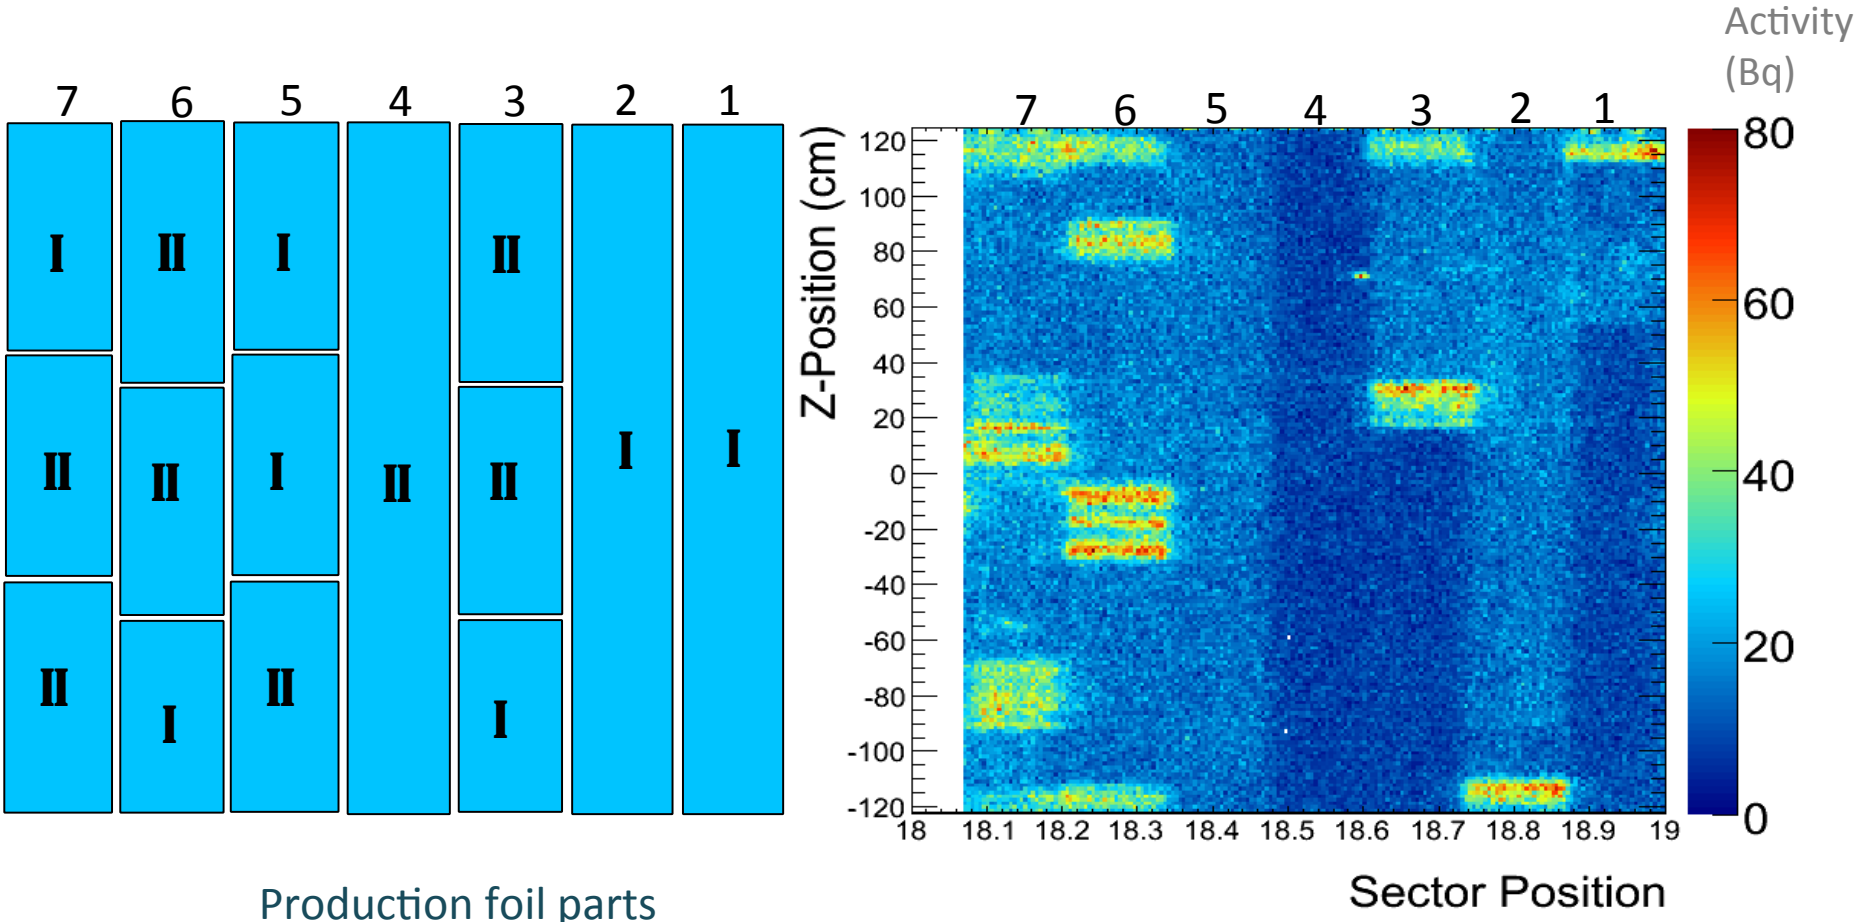 7 6 5 4 3 2 1
I II I II
II II I II II I I
II I II I
Production foil parts
Activity
(Bq)
7 6 5 4 3 2 1
Z-Position (cm)
120
100
80
60
40
20
0
-20
-40
-60
-80
-100
-120
18 18.1 18.2 18.3 18.4 18.5 18.6 18.7 18.8 18.9 19
Sector Position
80
60
40
20
0